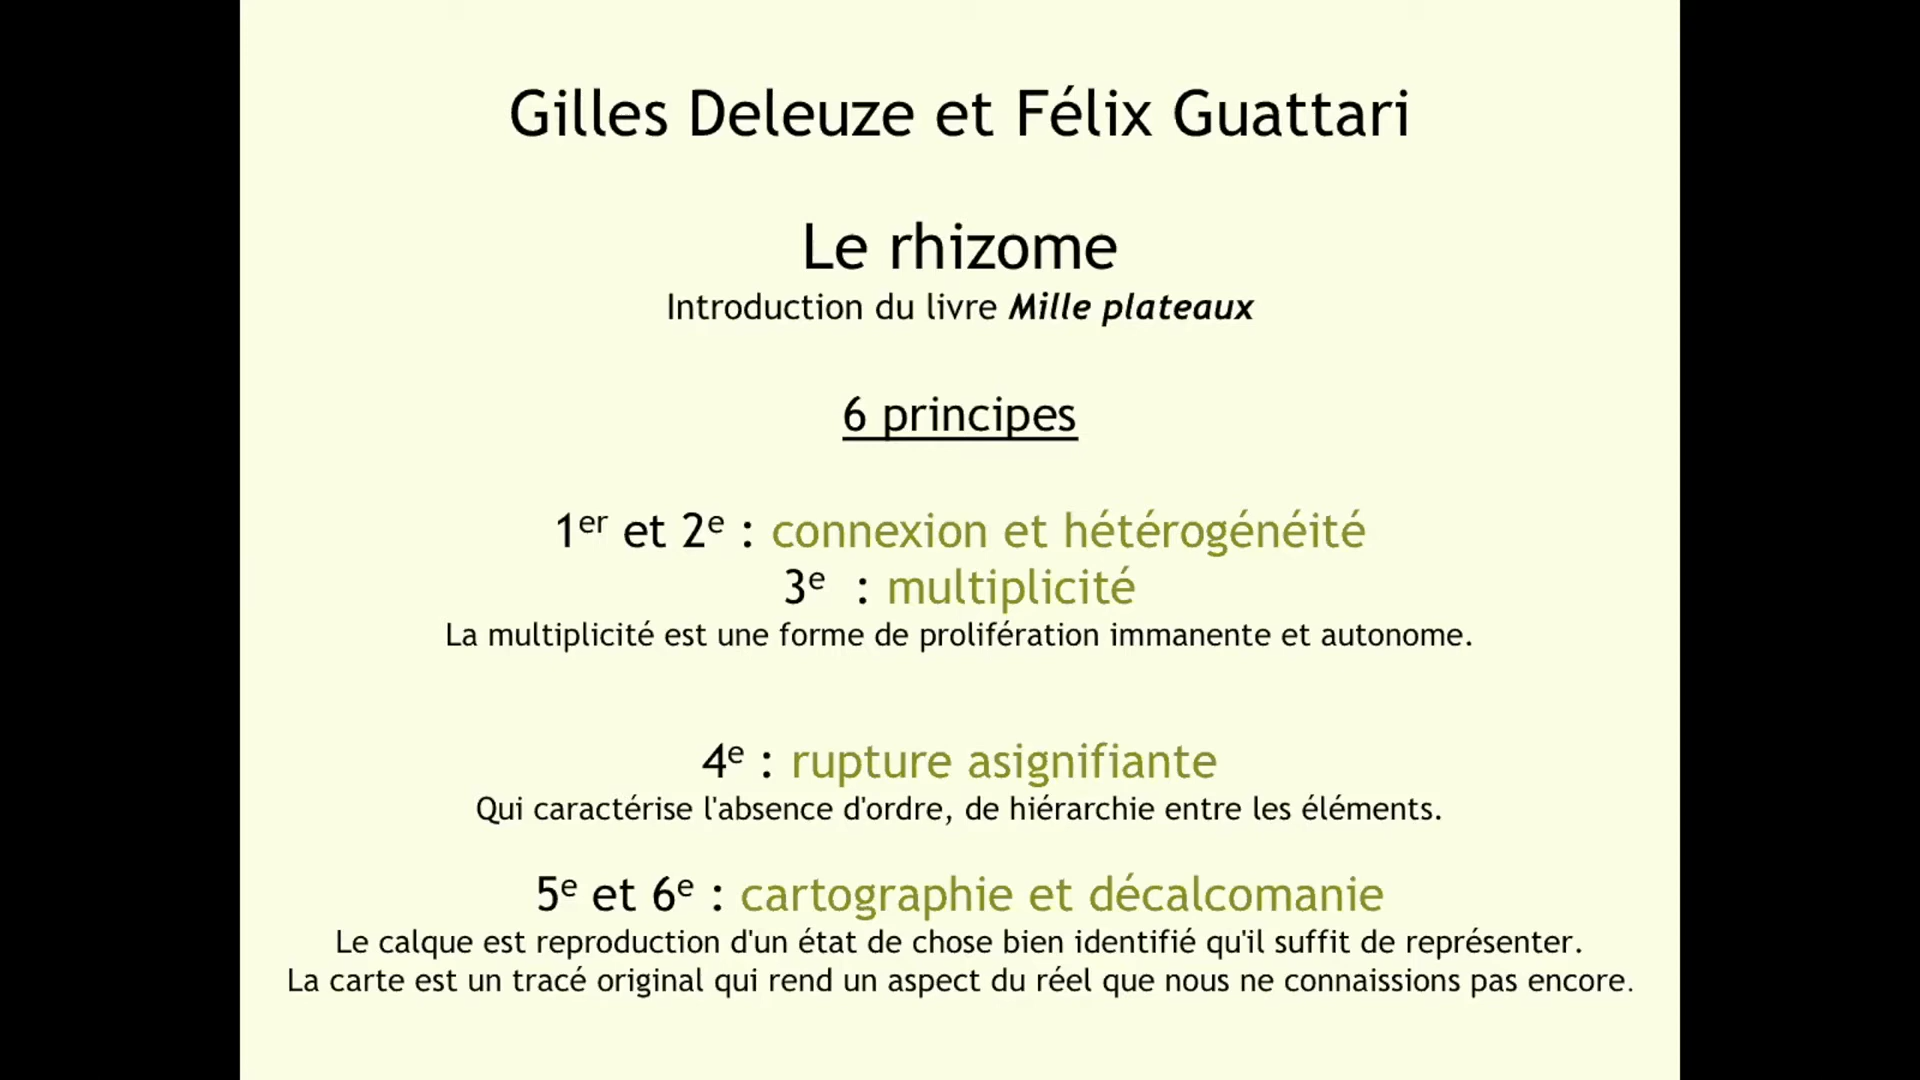 Gilles Deleuze et Félix Guattari
Le rhizome
Introduction du livre Mille plateaux
6 principes
1er et 2e : connexion et hétérogénéité
3e : multiplicité
La multiplicité est une forme de prolifération immanente et autonome.
4e : rupture asignifiante
Qui caractérise l'absence d'ordre, de hiérarchie entre les éléments.
5e et 6e : cartographie et décalcomanie
Le calque est reproduction d'un état de chose bien identifié qu'il suffit de représenter.
La carte est un tracé original qui rend un aspect du réel que nous ne connaissions pas encore.